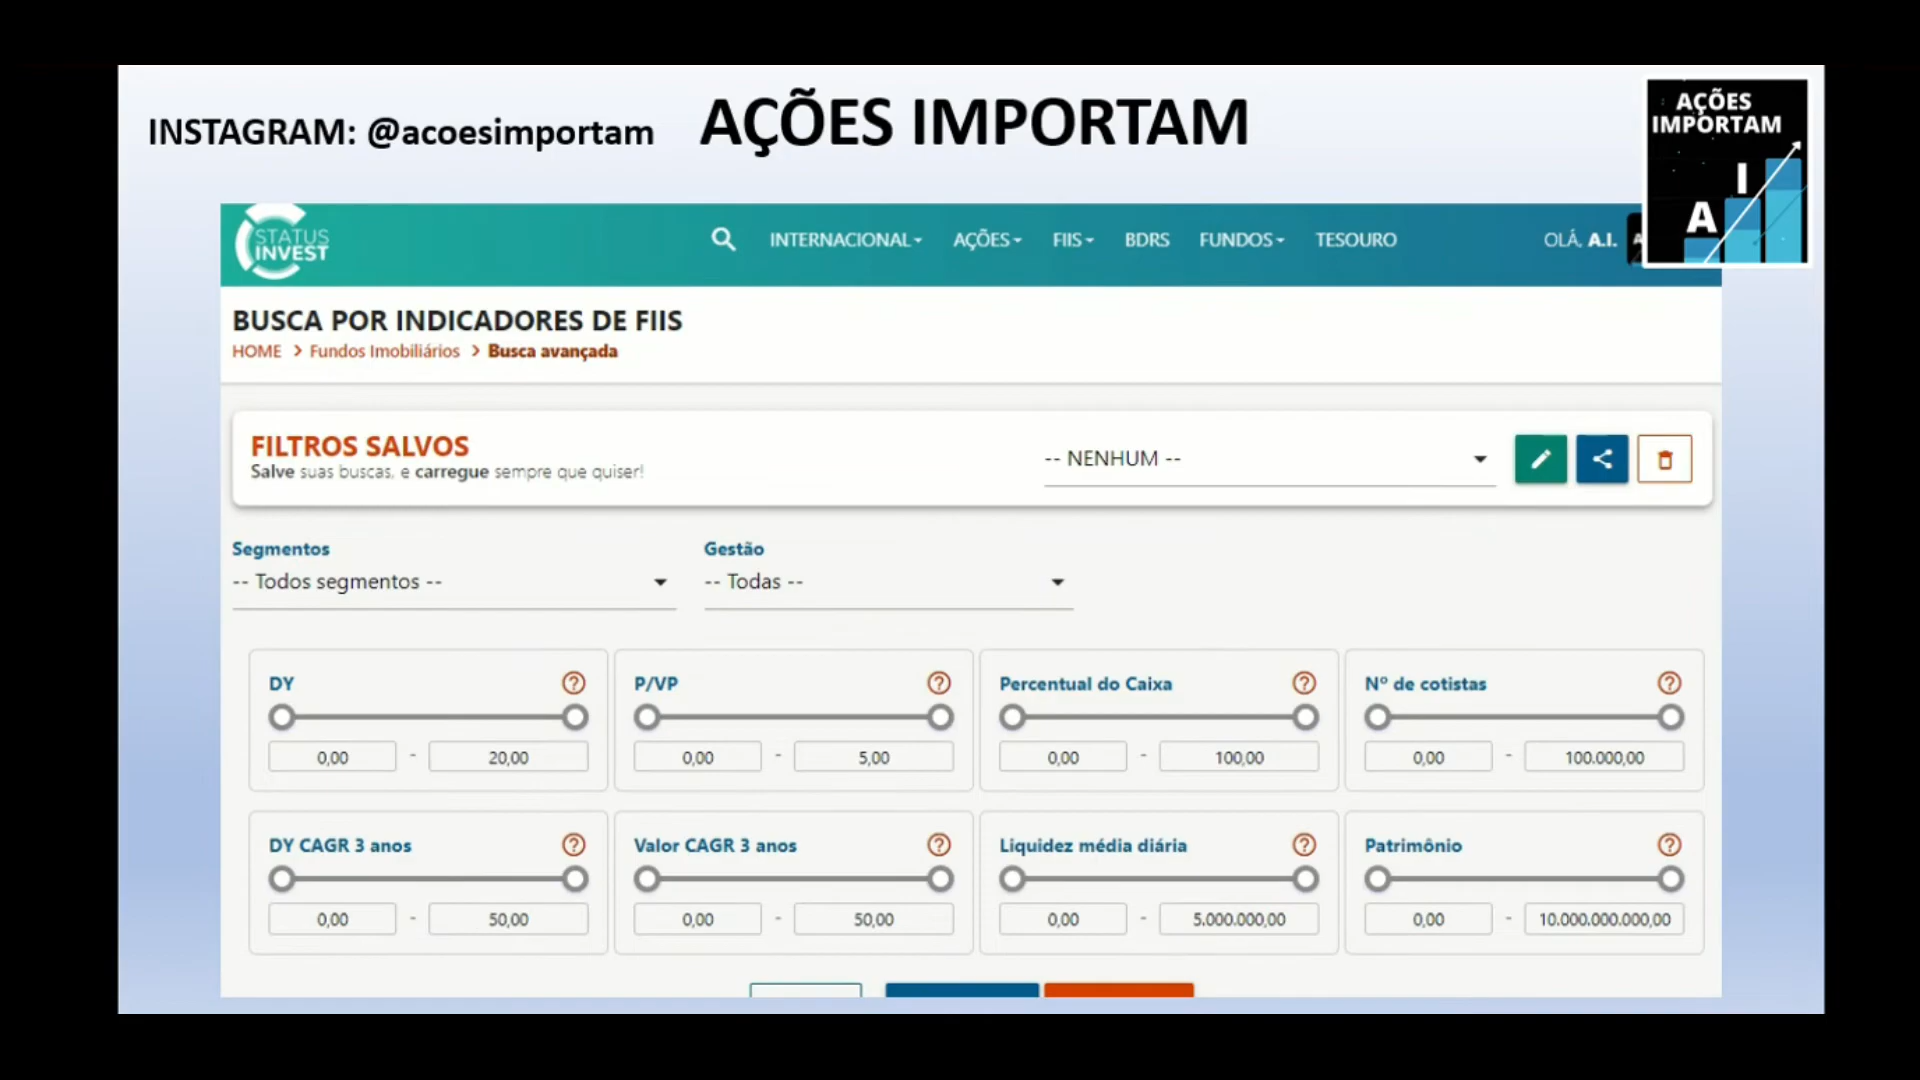 INSTAGRAM: @acoesimportam
AÇÕES IMPORTAM
AÇÕES
IMPORTAM
I
A
STATUS
INVEST
INTERNACIONAL
AÇÕES
FIIS
BDRS
FUNDOS
TESOURO
OLÁ, A.I.
BUSCA POR INDICADORES DE FIIS
HOME > Fundos Imobiliários > Busca avançada
FILTROS SALVOS
Salve suas buscas, e carregue sempre que quiser!
-- NENHUM --
Segmentos
-- Todos segmentos --
Gestão
-- Todas --
DY ?
0,00 - 20,00
P/VP ?
0,00 - 5,00
Percentual do Caixa ?
0,00 - 100,00
Nº de cotistas ?
0,00 - 100.000,00
DY CAGR 3 anos ?
0,00 - 50,00
Valor CAGR 3 anos ?
0,00 - 50,00
Liquidez média diária ?
0,00 - 5.000.000,00
Patrimônio ?
0,00 - 10.000.000.000,00